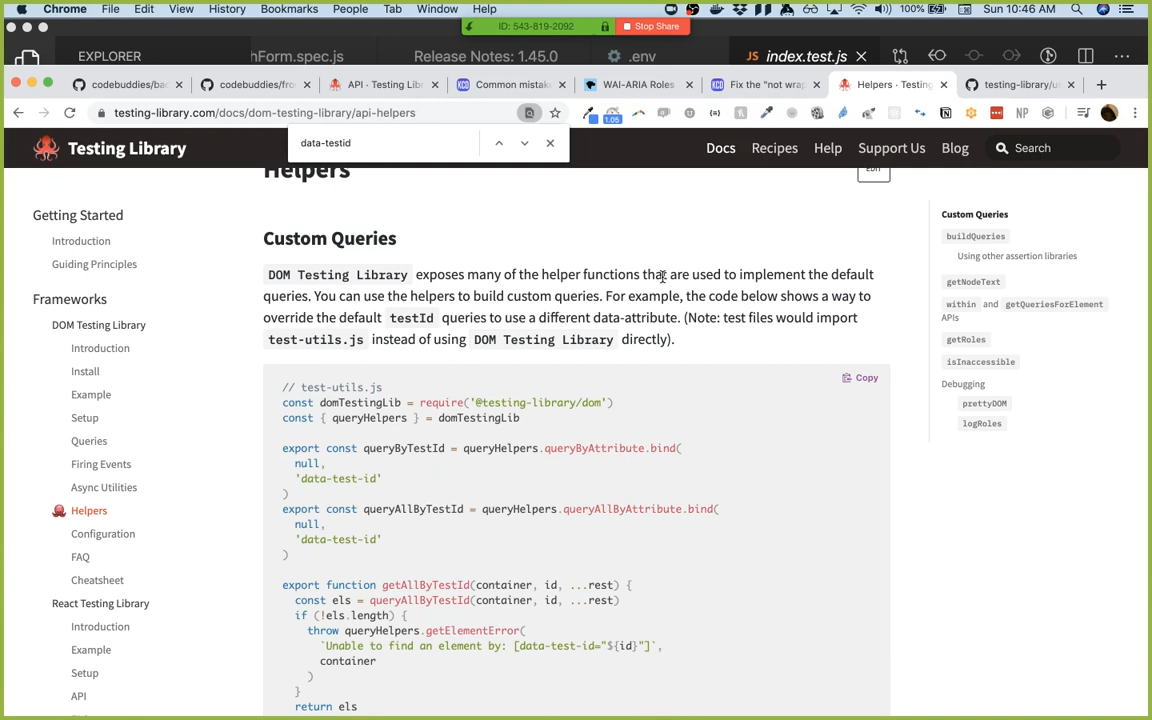 Chrome File Edit View History Bookmarks People Tab Window Help 100% Sun 10:46 AM
ID: 543-819-2092 Stop Share
EXPLORER hForm.spec.js Release Notes: 1.45.0 .env JS index.test.js
codebuddies/bac codebuddies/fro API - Testing Lib Common mistak WAI-ARIA Roles Fix the "not wrap Helpers · Testing testing-library/us
testing-library.com/docs/dom-testing-library/api-helpers 1.05 {=} NP
data-testid
Testing Library Docs Recipes Help Support Us Blog Search
Helpers EDIT
Getting Started
Introduction
Guiding Principles
Frameworks
DOM Testing Library
Introduction
Install
Example
Setup
Queries
Firing Events
Async Utilities
Helpers
Configuration
FAQ
Cheatsheet
React Testing Library
Introduction
Example
Setup
API
Custom Queries
DOM Testing Library exposes many of the helper functions that are used to implement the default
queries. You can use the helpers to build custom queries. For example, the code below shows a way to
override the default testId queries to use a different data-attribute. (Note: test files would import
test-utils.js instead of using DOM Testing Library directly).
Copy
// test-utils.js
const domTestingLib = require('@testing-library/dom')
const { queryHelpers } = domTestingLib
export const queryByTestId = queryHelpers.queryByAttribute.bind(
null,
'data-test-id'
)
export const queryAllByTestId = queryHelpers.queryAllByAttribute.bind(
null,
'data-test-id'
)
export function getAllByTestId(container, id, ...rest) {
const els = queryAllByTestId(container, id, ...rest)
if (!els.length) {
throw queryHelpers.getElementError(
`Unable to find an element by: [data-test-id="${id}"]`,
container
)
}
return els
Custom Queries
buildQueries
Using other assertion libraries
getNodeText
within and getQueriesForElement
APIs
getRoles
isInaccessible
Debugging
prettyDOM
logRoles